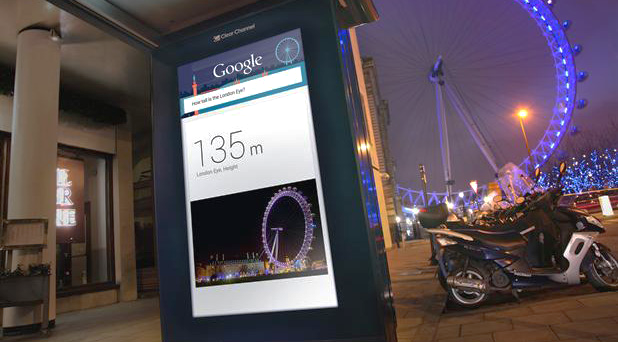 Clear Channel
Google
How tall is the London Eye?
135 m
London Eye, Height